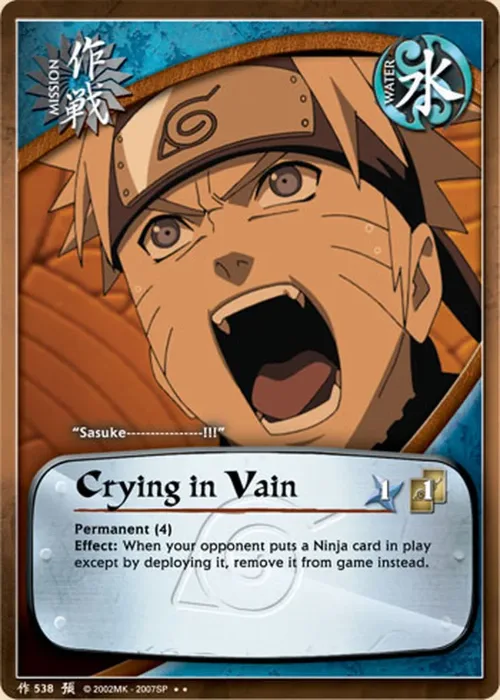 MISSION
作戦
WATER
水
"Sasuke-----------------!!!"
Crying in Vain
1
1
Permanent (4)
Effect: When your opponent puts a Ninja card in play
except by deploying it, remove it from game instead.
作 538 張 © 2002MK - 2007SP ★★